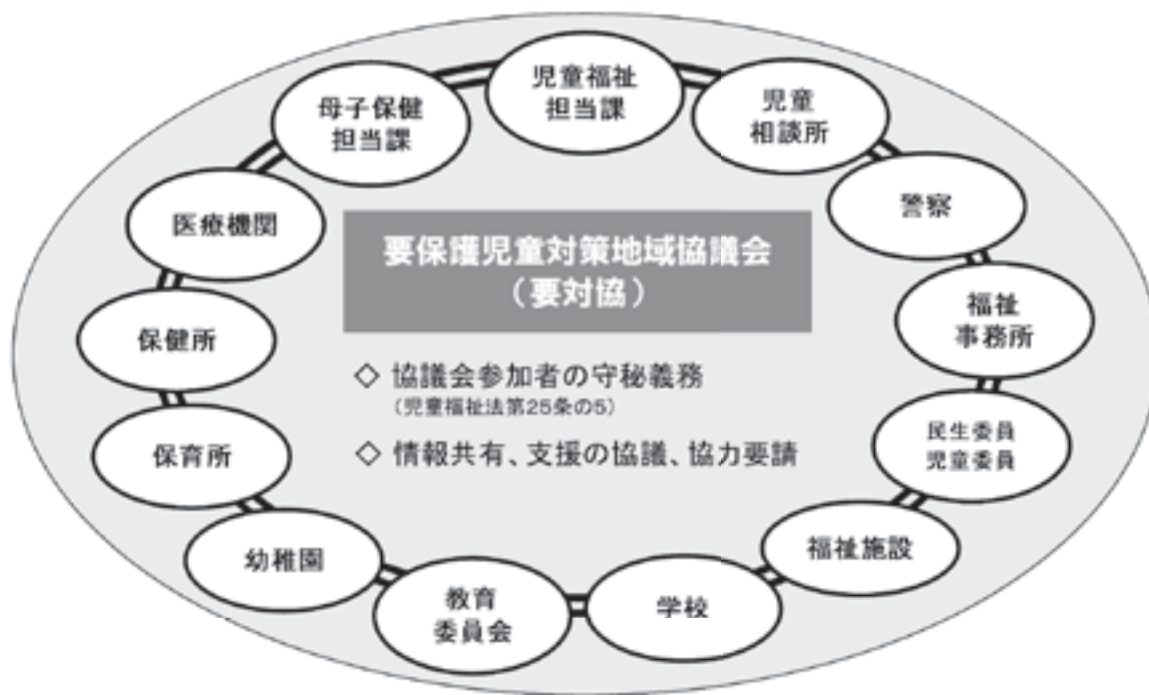 児童福祉
担当課
児童
相談所
警察
福祉
事務所
民生委員
児童委員
福祉施設
学校
教育
委員会
幼稚園
保育所
保健所
医療機関
母子保健
担当課
要保護児童対策地域協議会
（要対協）
◇ 協議会参加者の守秘義務
（児童福祉法第25条の5）
◇ 情報共有、支援の協議、協力要請